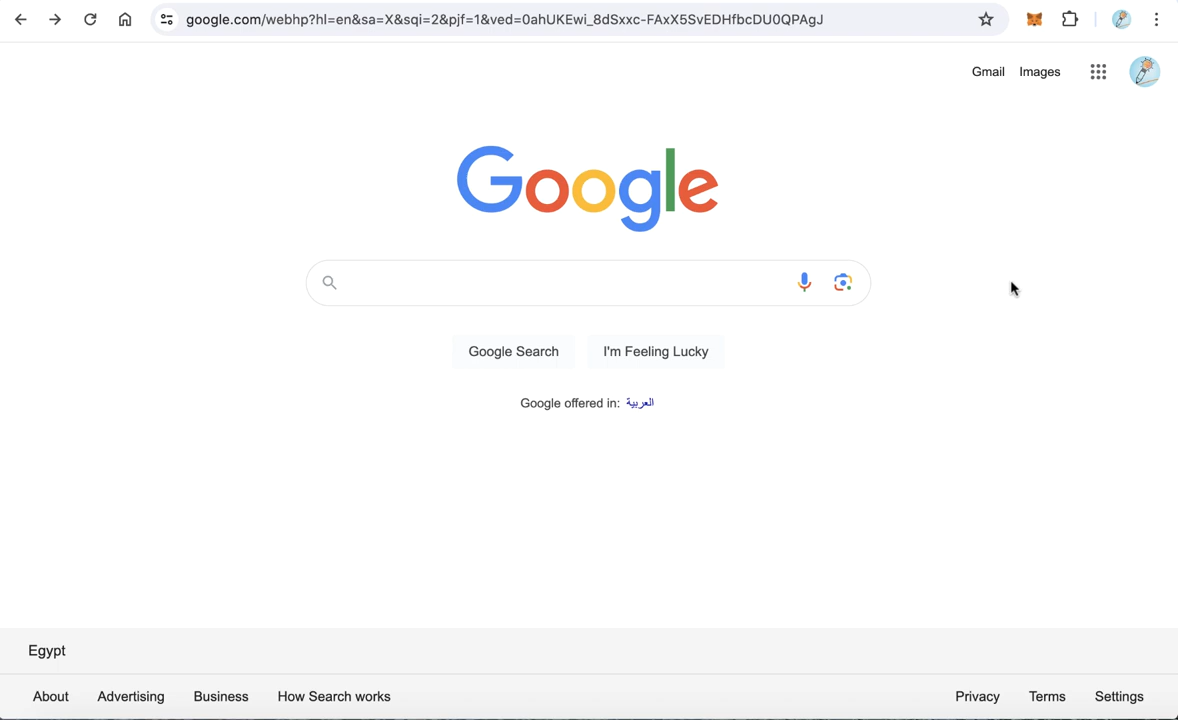 google.com/webhp?hl=en&sa=X&sqi=2&pjf=1&ved=0ahUKEwi_8dSxxc-FAxX5SvEDHfbcDU0QPAgJ
Gmail Images
Google
Google Search I'm Feeling Lucky
Google offered in: العربية
Egypt
About Advertising Business How Search works Privacy Terms Settings